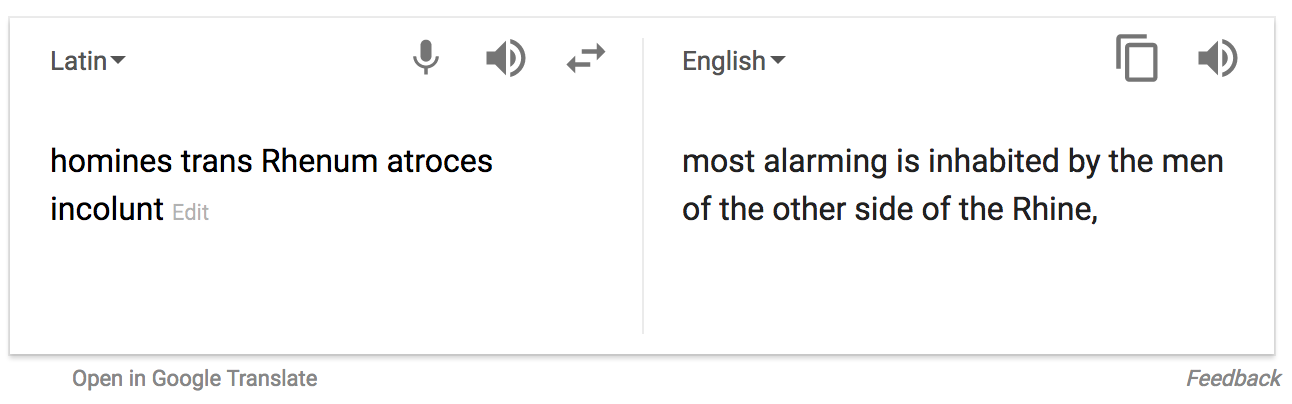 Latin
English
homines trans Rhenum atroces
incolunt Edit
most alarming is inhabited by the men
of the other side of the Rhine,
Open in Google Translate
Feedback